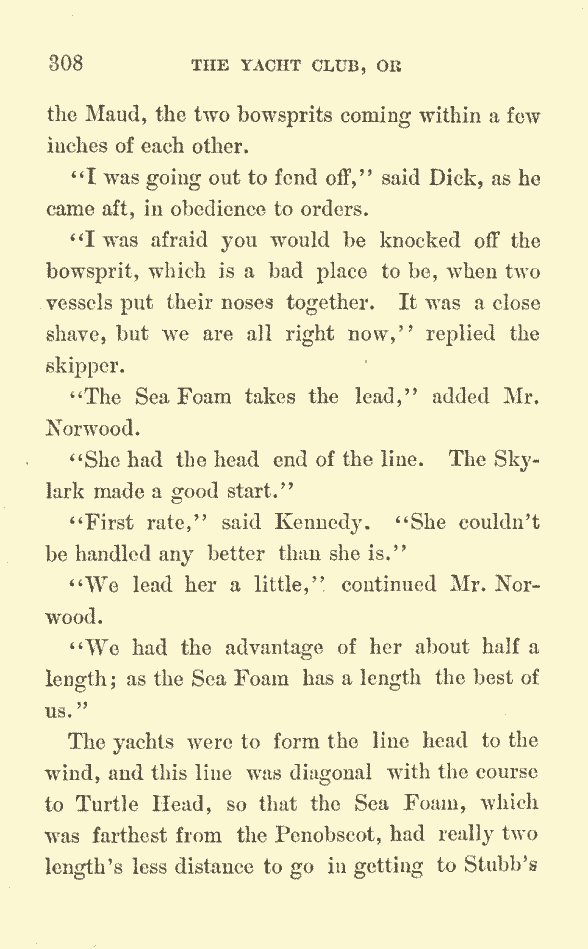 308 THE YACHT CLUB, OR
the Maud, the two bowsprits coming within a few
inches of each other.
“I was going out to fend off,” said Dick, as he
came aft, in obedience to orders.
“I was afraid you would be knocked off the
bowsprit, which is a bad place to be, when two
vessels put their noses together. It was a close
shave, but we are all right now,” replied the
skipper.
“The Sea Foam takes the lead,” added Mr.
Norwood.
“She had the head end of the line. The Sky-
lark made a good start.”
“First rate,” said Kennedy. “She couldn’t
be handled any better than she is.”
“We lead her a little,” continued Mr. Nor-
wood.
“We had the advantage of her about half a
length; as the Sea Foam has a length the best of
us.”
The yachts were to form the line head to the
wind, and this line was diagonal with the course
to Turtle Head, so that the Sea Foam, which
was farthest from the Penobscot, had really two
length’s less distance to go in getting to Stubb’s